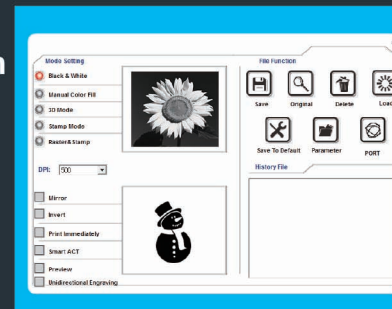 n
Mode Setting
Black & White
Manual Color Fill
3D Mode
Stamp Mode
Raster&Stamp
DPI: 500
Mirror
Invert
Print Immediately
Smart ACT
Preview
Unidirectional Engraving
File Function
Save Original Delete Load
Save To Default Parameter PORT
History File